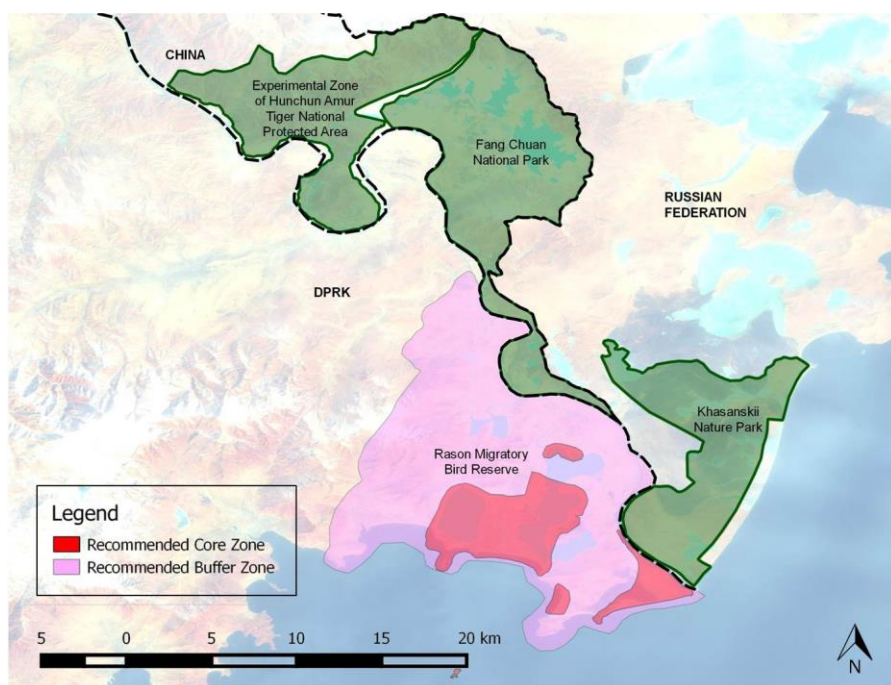 CHINA
Experimental Zone
of Hunchun Amur
Tiger National
Protected Area
Fang Chuan
National Park
RUSSIAN
FEDERATION
DPRK
Khasanskii
Nature Park
Rason Migratory
Bird Reserve
Legend
Recommended Core Zone
Recommended Buffer Zone
5 0 5 10 15 20 km
N